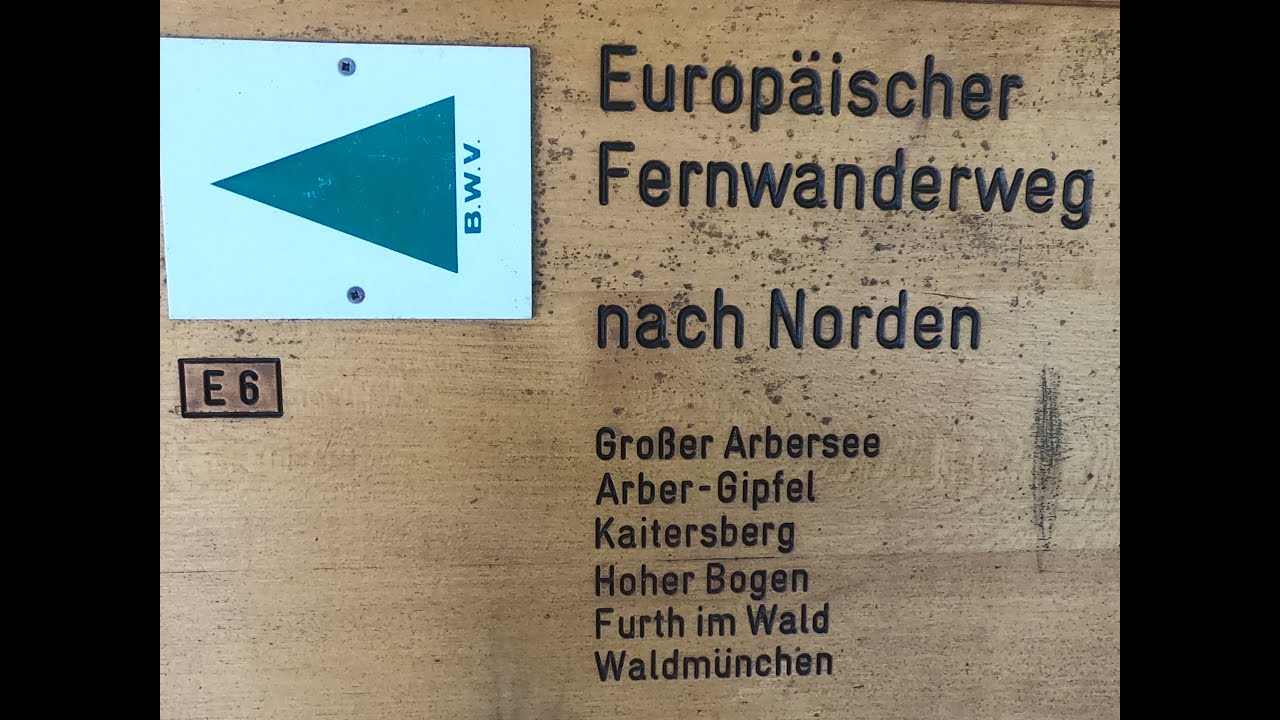 B.W.V.
E 6
Europäischer
Fernwanderweg
nach Norden
Großer Arbersee
Arber-Gipfel
Kaitersberg
Hoher Bogen
Furth im Wald
Waldmünchen